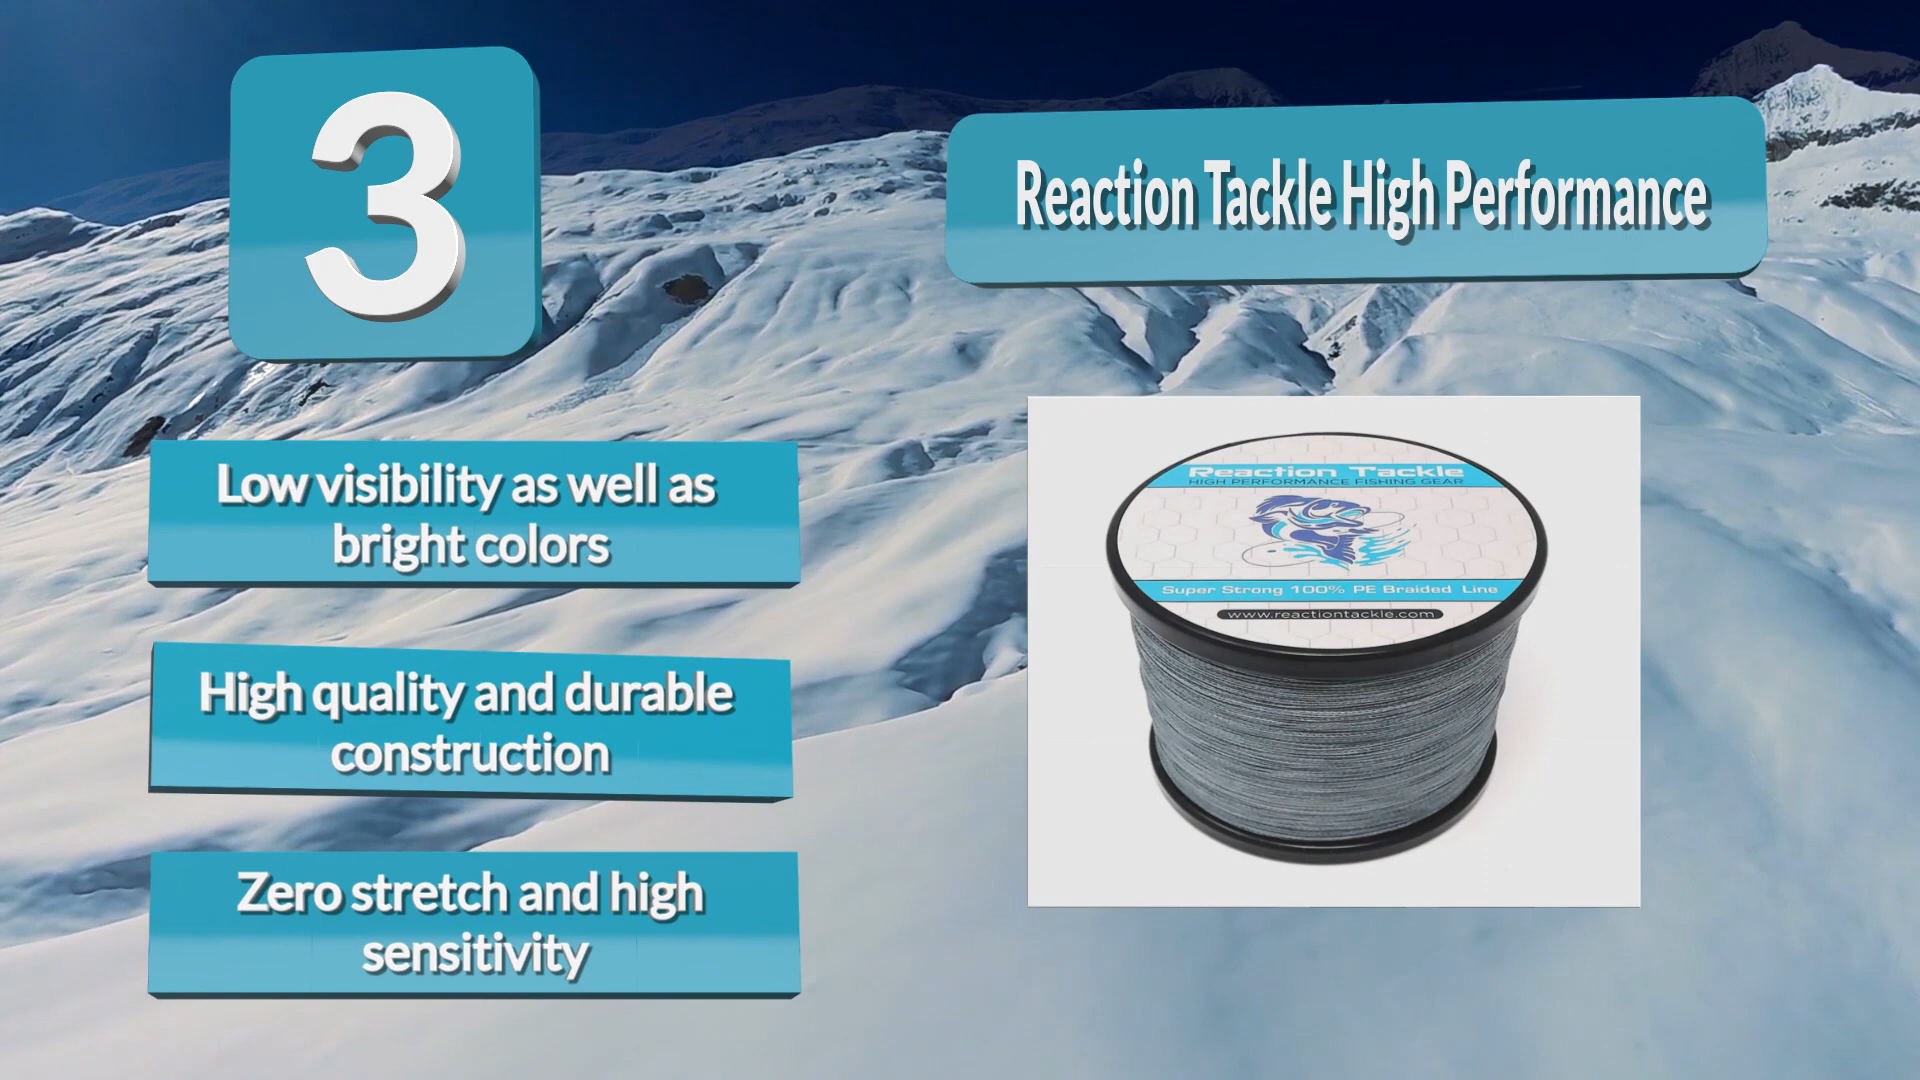 3
Reaction Tackle High Performance
Low visibility as well as
bright colors
High quality and durable
construction
Zero stretch and high
sensitivity
Reaction Tackle
HIGH PERFORMANCE FISHING GEAR
Super Strong 100% PE Braided Line
www.reactiontackle.com